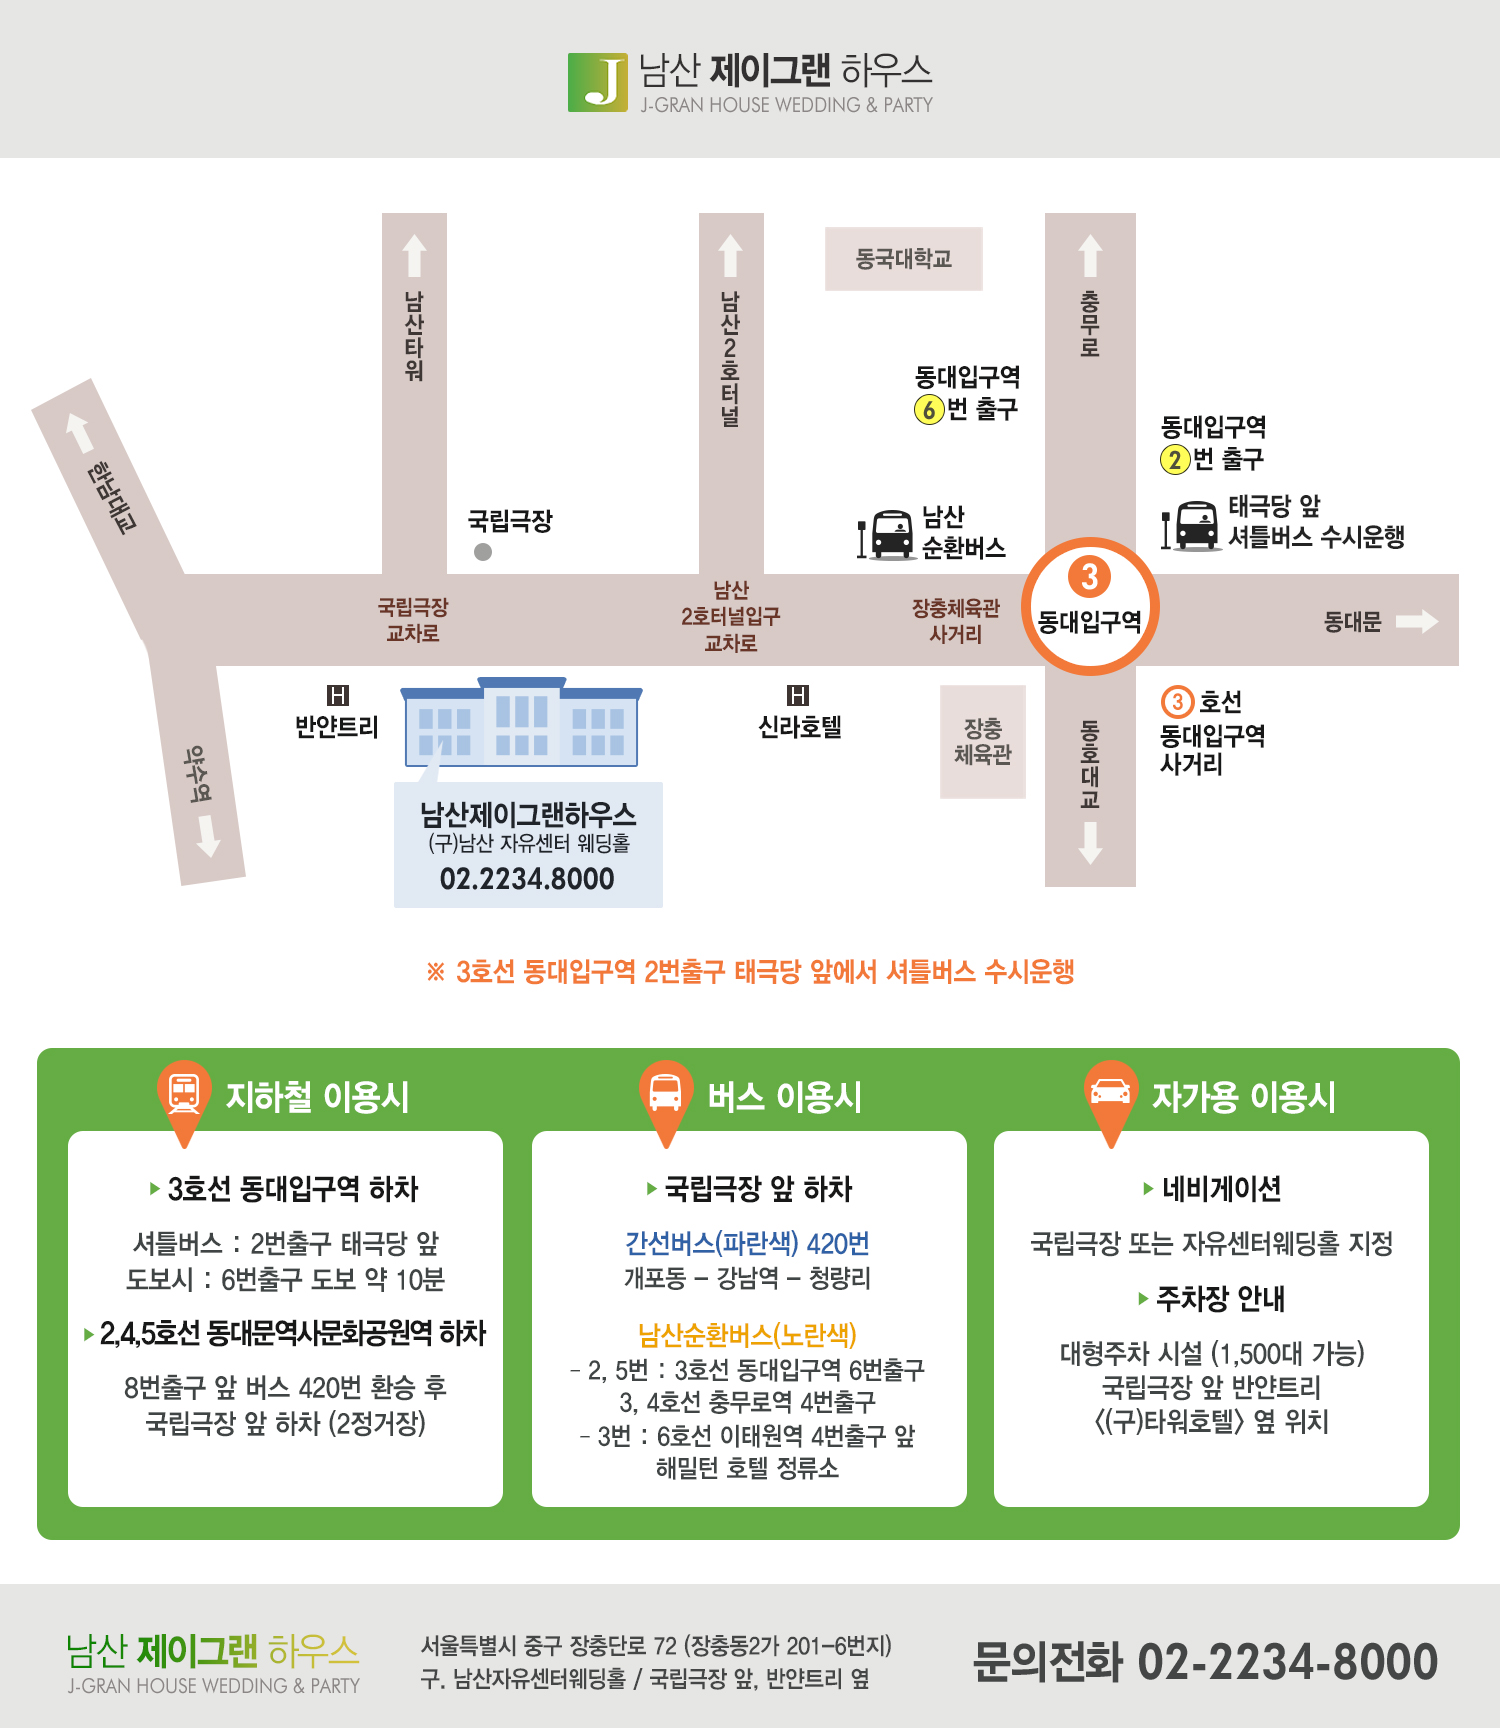 남산 제이그랜 하우스
J-GRAN HOUSE WEDDING & PARTY
남산타워
남산2호터널
동국대학교
충무로
한남대교
동대입구역
6번 출구
동대입구역
2번 출구
국립극장
남산
순환버스
태극당 앞
셔틀버스 수시운행
국립극장
교차로
남산
2호터널입구
교차로
장충체육관
사거리
3
동대입구역
동대문
H
반얀트리
H
신라호텔
장충
체육관
동호대교
3호선
동대입구역
사거리
약수역
남산제이그랜하우스
(구)남산 자유센터 웨딩홀
02.2234.8000
※ 3호선 동대입구역 2번출구 태극당 앞에서 셔틀버스 수시운행
지하철 이용시
▶ 3호선 동대입구역 하차
셔틀버스 : 2번출구 태극당 앞
도보시 : 6번출구 도보 약 10분
▶ 2,4,5호선 동대문역사문화공원역 하차
8번출구 앞 버스 420번 환승 후
국립극장 앞 하차 (2정거장)
버스 이용시
▶ 국립극장 앞 하차
간선버스(파란색) 420번
개포동 – 강남역 – 청량리
남산순환버스(노란색)
– 2, 5번 : 3호선 동대입구역 6번출구
3, 4호선 충무로역 4번출구
– 3번 : 6호선 이태원역 4번출구 앞
해밀턴 호텔 정류소
자가용 이용시
▶ 네비게이션
국립극장 또는 자유센터웨딩홀 지정
▶ 주차장 안내
대형주차 시설 (1,500대 가능)
국립극장 앞 반얀트리
<(구)타워호텔> 옆 위치
남산 제이그랜 하우스
J-GRAN HOUSE WEDDING & PARTY
서울특별시 중구 장충단로 72 (장충동2가 201-6번지)
구. 남산자유센터웨딩홀 / 국립극장 앞, 반얀트리 옆
문의전화 02-2234-8000